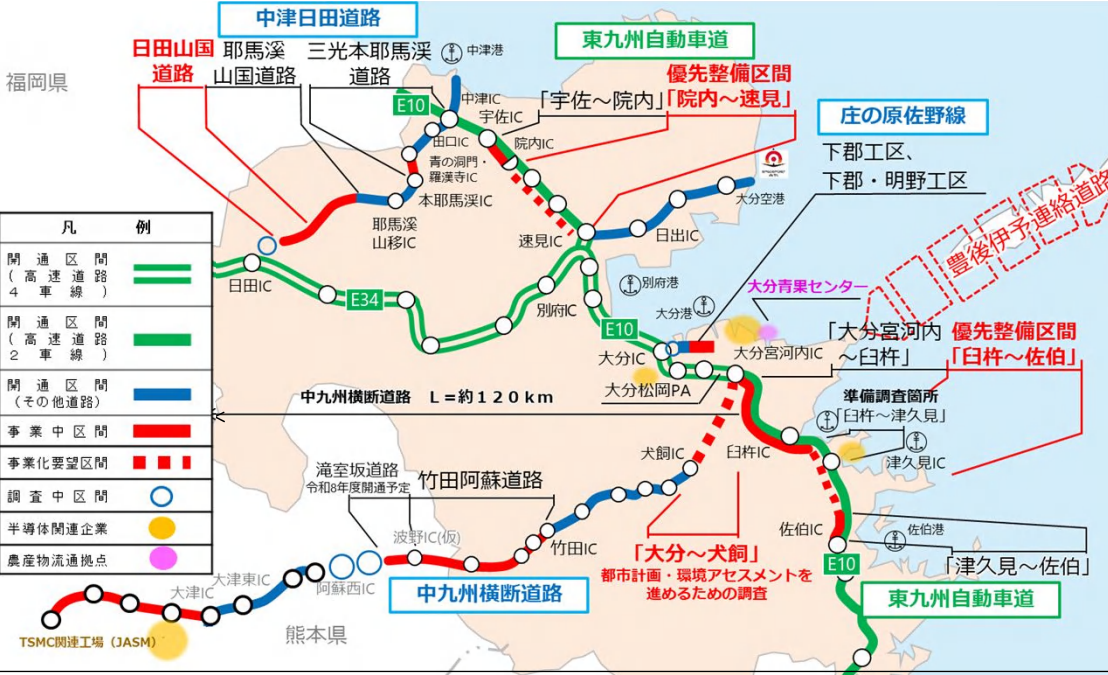 中津日田道路
東九州自動車道
福岡県
日田山国
道路
耶馬溪
山国道路
三光本耶馬渓
道路
中津港
優先整備区間
「院内～速見」
「宇佐～院内」
E10
中津IC
宇佐IC
田口IC
院内IC
青の洞門・
羅漢寺IC
本耶馬渓IC
耶馬溪
山移IC
庄の原佐野線
下郡工区、
下郡・明野工区
大分空港
日出IC
速見IC
豊後伊予連絡道路
凡例
開通区間
(高速道路
4車線)
開通区間
(高速道路
2車線)
開通区間
(その他道路)
事業中区間
事業化要望区間
調査中区間
半導体関連企業
農産物流通拠点
日田IC
E34
別府IC
別府港
大分港
大分青果センター
E10
大分IC
大分宮河内IC
「大分宮河内
～臼杵」
優先整備区間
「臼杵～佐伯」
大分松岡PA
中九州横断道路 L=約120km
準備調査箇所
「臼杵～津久見」
犬飼IC
臼杵IC
津久見IC
滝室坂道路
令和8年度開通予定
竹田阿蘇道路
波野IC(仮)
竹田IC
佐伯IC
佐伯港
「大分～犬飼」
都市計画・環境アセスメントを
進めるための調査
E10
「津久見～佐伯」
東九州自動車道
中九州横断道路
阿蘇西IC
大津東IC
大津IC
熊本県
TSMC関連工場（JASM）